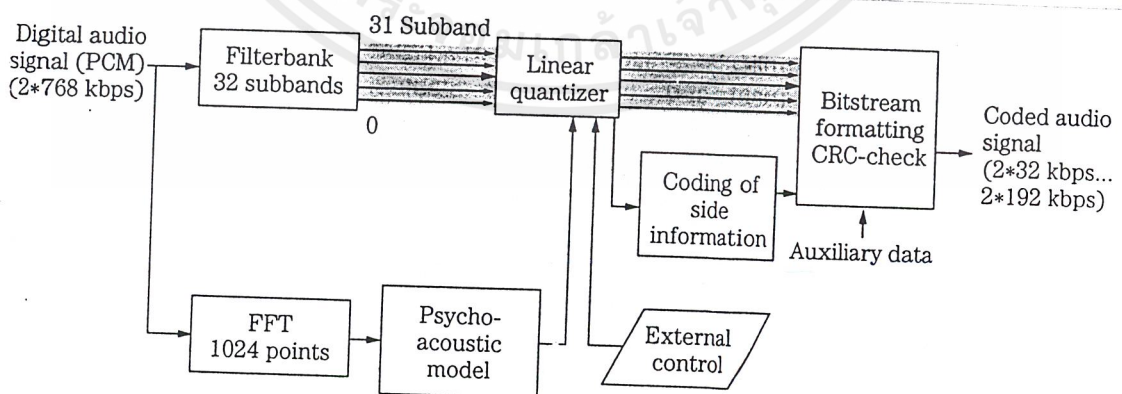 Digital audio
signal (PCM)
(2*768 kbps)
Filterbank
32 subbands
31 Subband
0
Linear
quantizer
Bitstream
formatting
CRC-check
Coded audio
signal
(2*32 kbps...
2*192 kbps)
Coding of
side
information
Auxiliary data
FFT
1024 points
Psycho-
acoustic
model
External
control